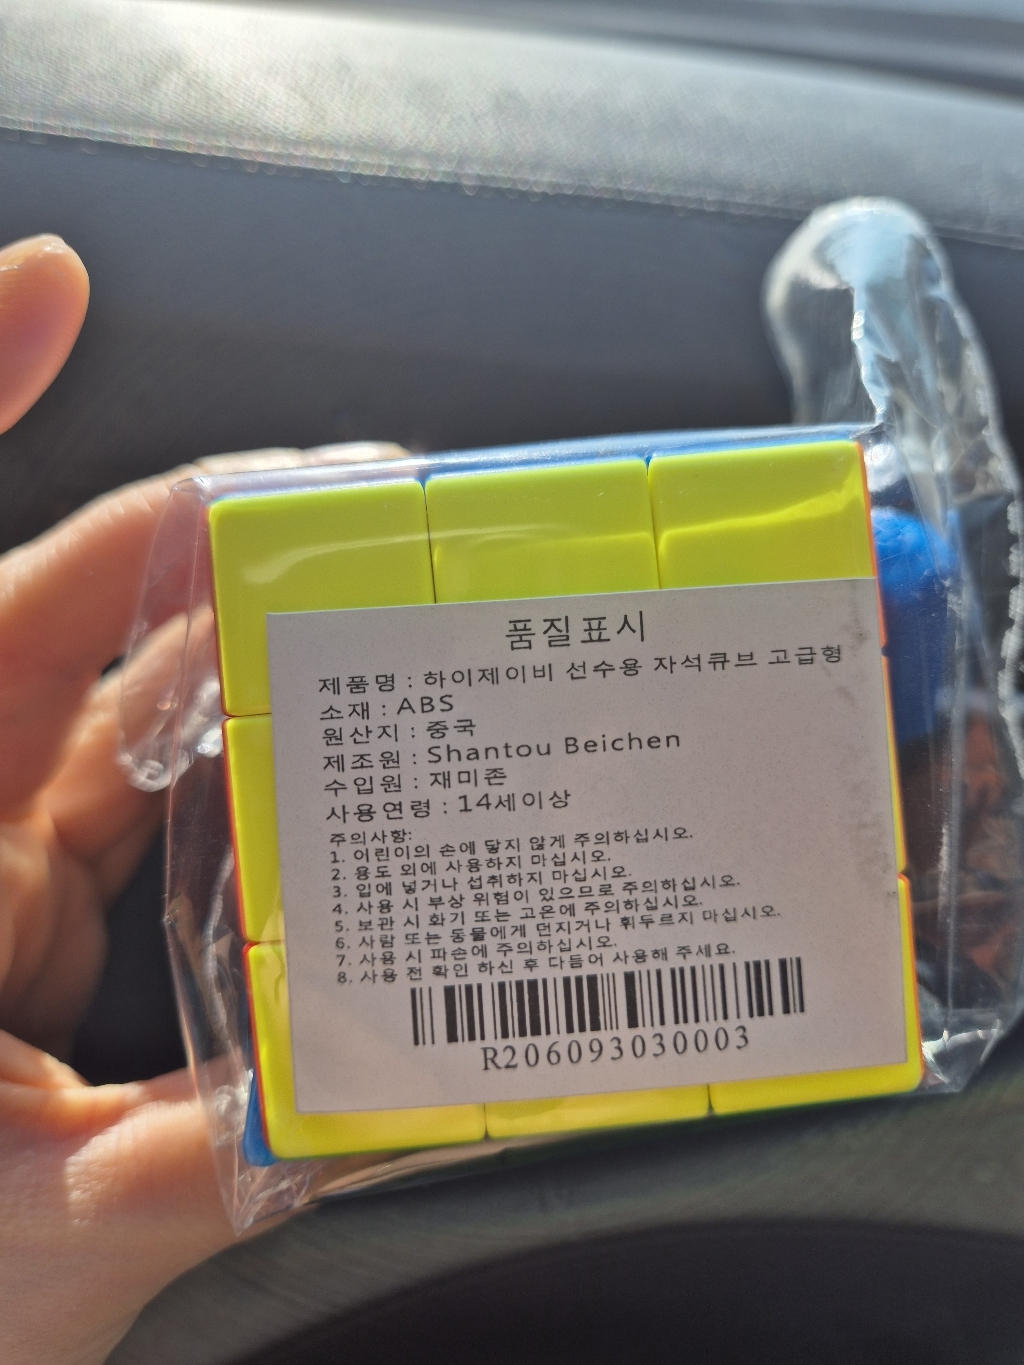 품질표시
제품명 : 하이제이비 선수용 자석큐브 고급형
소재 : ABS
원산지 : 중국
제조원 : Shantou Beichen
수입원 : 재미존
사용연령 : 14세이상
주의사항:
1. 어린이의 손에 닿지 않게 주의하십시오.
2. 용도 외에 사용하지 마십시오.
3. 입에 넣거나 섭취하지 마십시오.
4. 사용 시 부상 위험이 있으므로 주의하십시오.
5. 보관 시 화기 또는 고온에 주의하십시오.
6. 사람 또는 동물에게 던지거나 휘두르지 마십시오.
7. 사용 시 파손에 주의하십시오.
8. 사용 전 확인 하신 후 다듬어 사용해 주세요.
R206093030003